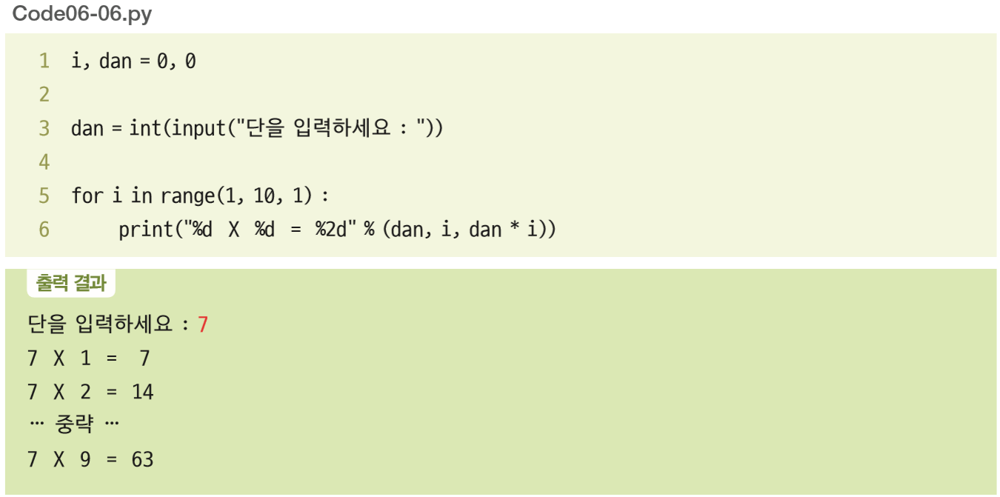 Code06-06.py
1 i, dan = 0, 0
2
3 dan = int(input("단을 입력하세요 : "))
4
5 for i in range(1, 10, 1) :
6     print("%d X %d = %2d" % (dan, i, dan * i))
출력 결과
단을 입력하세요 : 7
7 X 1 =  7
7 X 2 = 14
… 중략 …
7 X 9 = 63